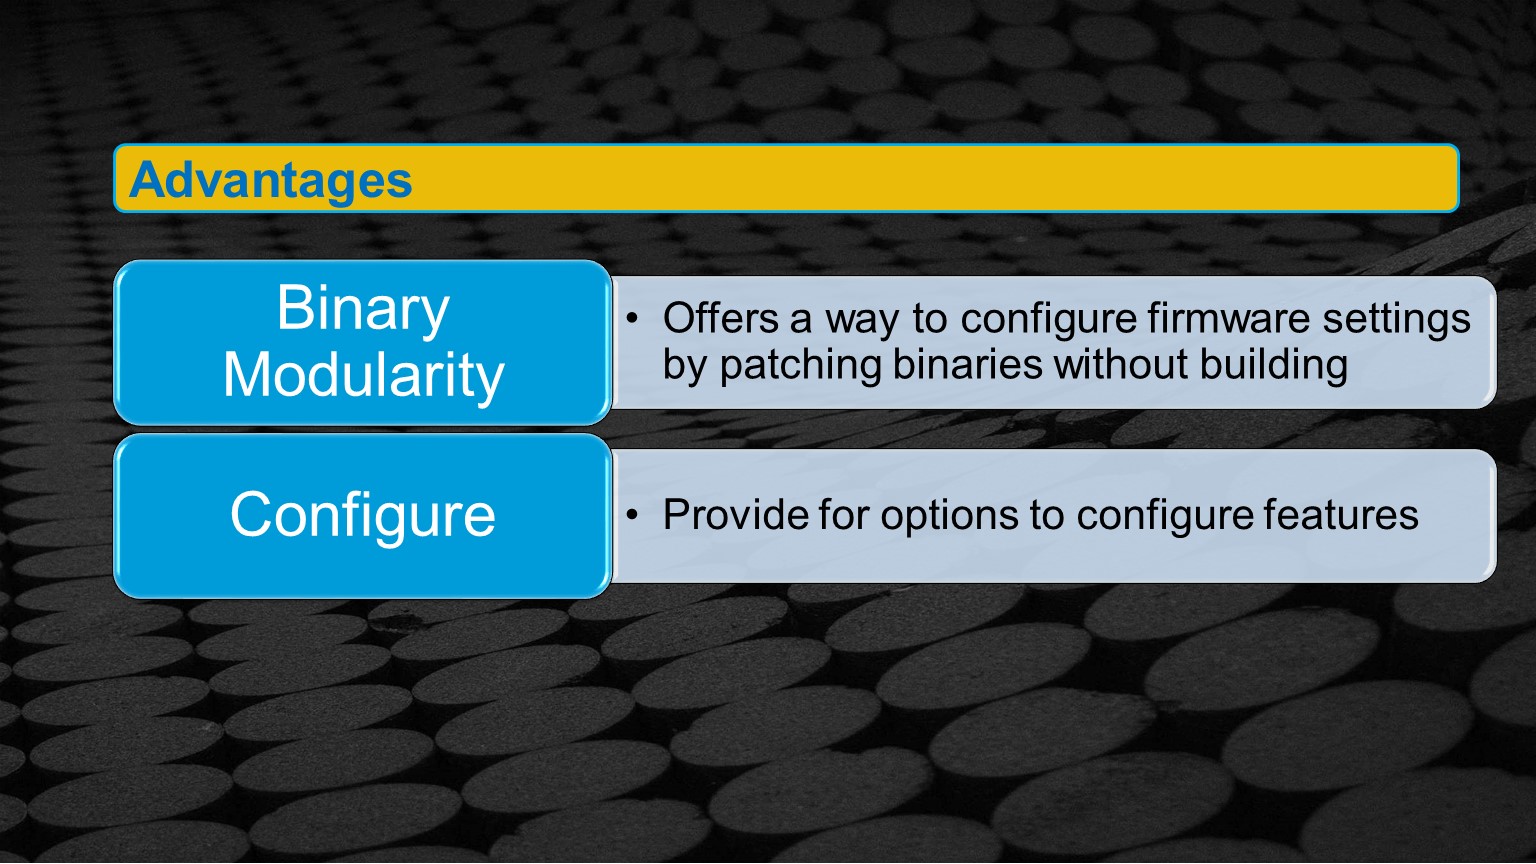 Advantages
Binary
Modularity
• Offers a way to configure firmware settings
by patching binaries without building
Configure
• Provide for options to configure features